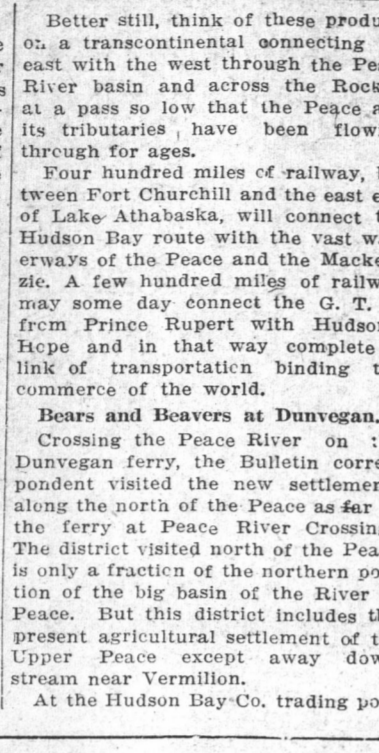 Better still, think of these produ
on a transcontinental connecting
east with the west through the Pe
River basin and across the Rock
at a pass so low that the Peace a
its tributaries, have been flow
through for ages.
Four hundred miles of railway,
tween Fort Churchill and the east e
of Lake Athabaska, will connect t
Hudson Bay route with the vast w
erways of the Peace and the Macke
zie. A few hundred miles of railw
may some day connect the G. T.
from Prince Rupert with Hudso
Hope and in that way complete
link of transportation binding t
commerce of the world.
Bears and Beavers at Dunvegan.
Crossing the Peace River on t
Dunvegan ferry, the Bulletin corre
pondent visited the new settlemen
along the north of the Peace as far
the ferry at Peace River Crossin
The district visited north of the Pea
is only a fraction of the northern po
tion of the big basin of the River
Peace. But this district includes t
present agricultural settlement of t
Upper Peace except away dow
stream near Vermilion.
At the Hudson Bay Co. trading po